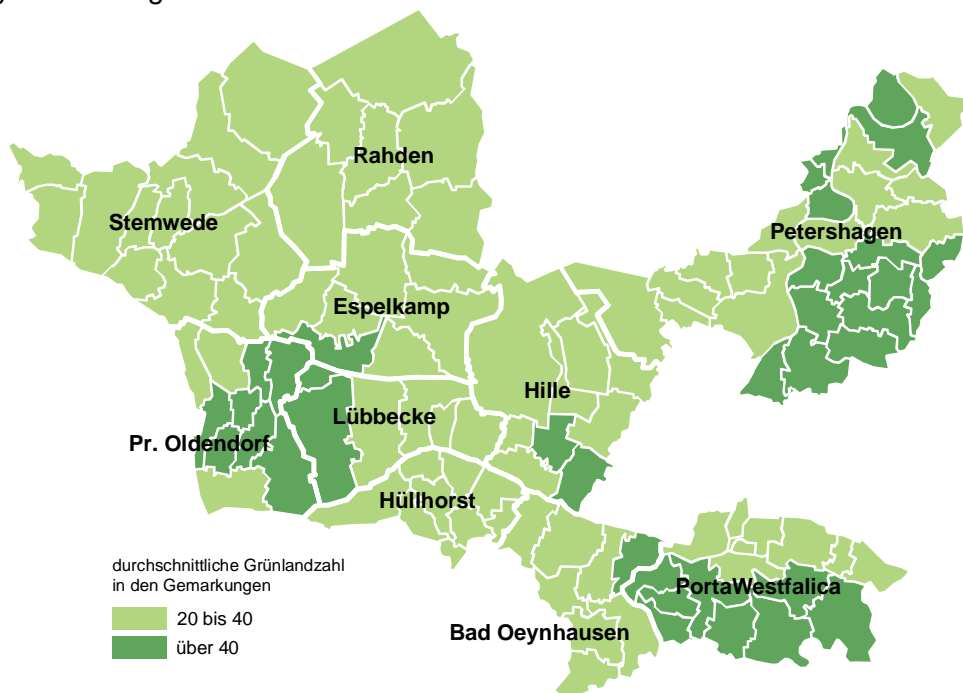 Rahden
Stemwede
Petershagen
Espelkamp
Hille
Lübbecke
Pr. Oldendorf
Hüllhorst
durchschnittliche Grünlandzahl
in den Gemarkungen
20 bis 40
über 40
PortaWestfalica
Bad Oeynhausen